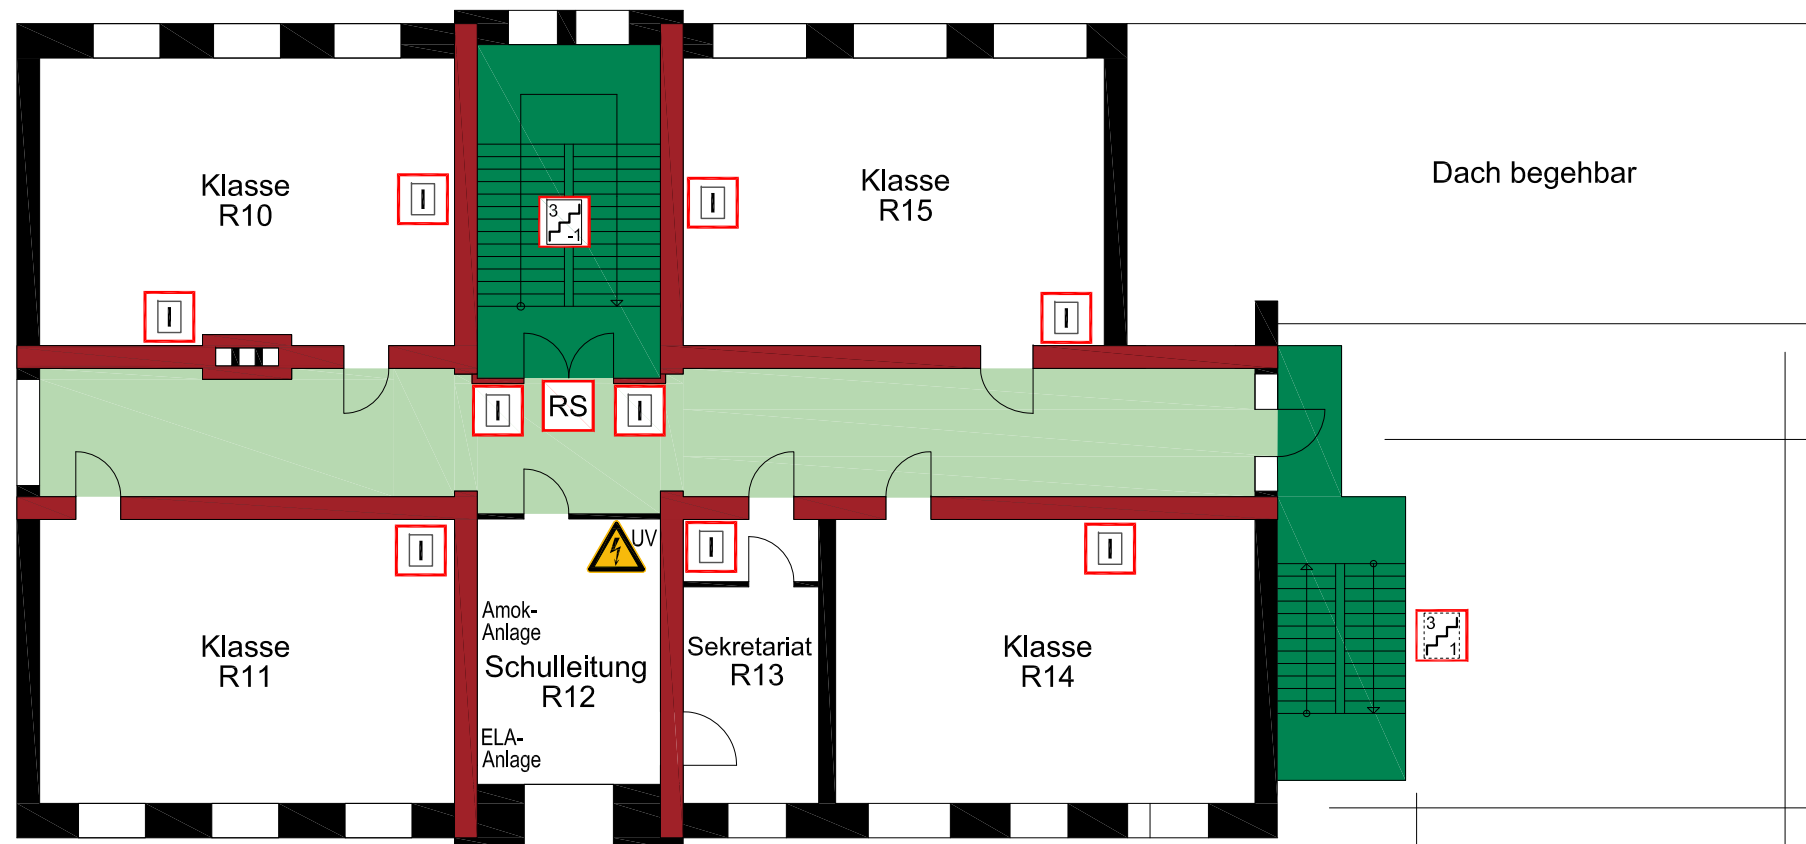 Klasse
R10
I
I
3
-1
I
Klasse
R15
I
Dach begehbar
I
RS
I
I
Klasse
R11
UV
Amok-
Anlage
Schulleitung
R12
ELA-
Anlage
I
Sekretariat
R13
I
Klasse
R14
3
1